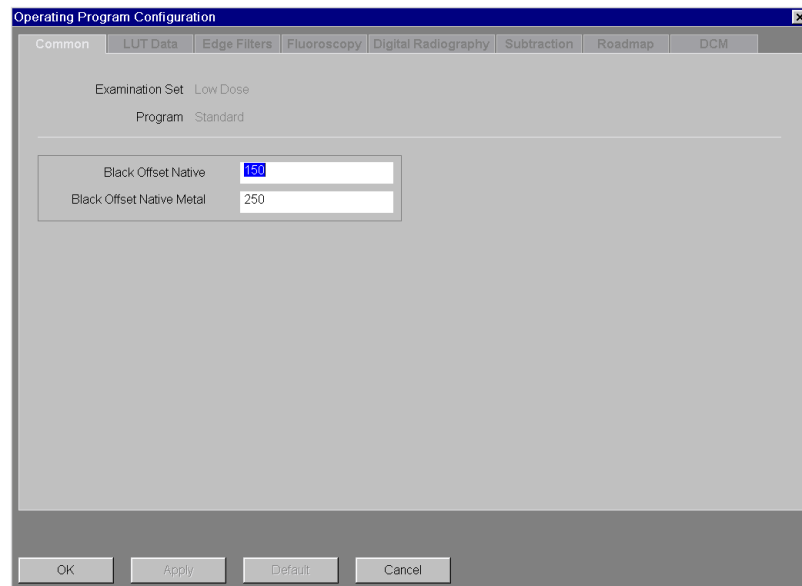 Operating Program Configuration
Common LUT Data Edge Filters Fluoroscopy Digital Radiography Subtraction Roadmap DCM
Examination Set Low Dose
Program Standard
Black Offset Native 150
Black Offset Native Metal 250
OK Apply Default Cancel